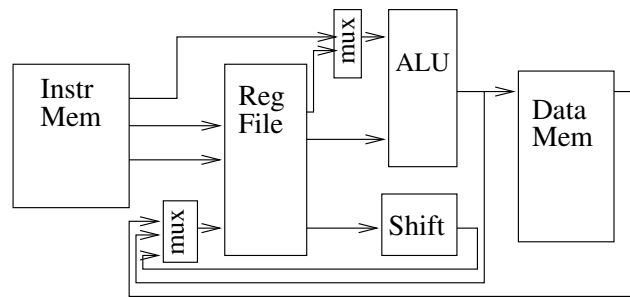 mux
ALU
Instr
Mem
Reg
File
Data
Mem
mux
Shift